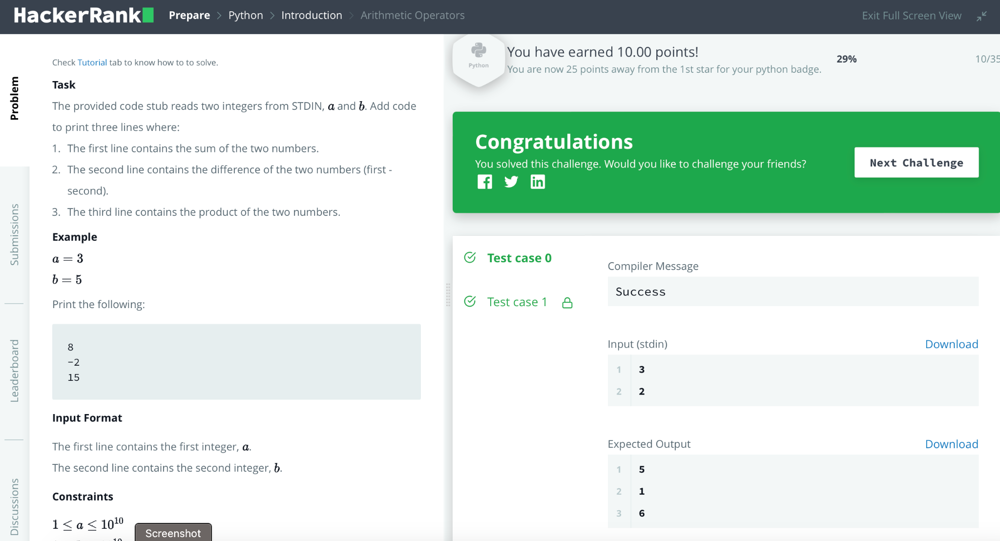 HackerRank Prepare > Python > Introduction > Arithmetic Operators Exit Full Screen View
Problem
Submissions
Leaderboard
Discussions
Check Tutorial tab to know how to to solve.
Task
The provided code stub reads two integers from STDIN, a and b. Add code
to print three lines where:
1. The first line contains the sum of the two numbers.
2. The second line contains the difference of the two numbers (first -
second).
3. The third line contains the product of the two numbers.
Example
a = 3
b = 5
Print the following:
8
-2
15
Input Format
The first line contains the first integer, a.
The second line contains the second integer, b.
Constraints
1 ≤ a ≤ 10^10
Screenshot
Python
You have earned 10.00 points!
You are now 25 points away from the 1st star for your python badge.
29%
10/35
Congratulations
You solved this challenge. Would you like to challenge your friends?
Next Challenge
Test case 0
Test case 1
Compiler Message
Success
Input (stdin) Download
1 3
2 2
Expected Output Download
1 5
2 1
3 6